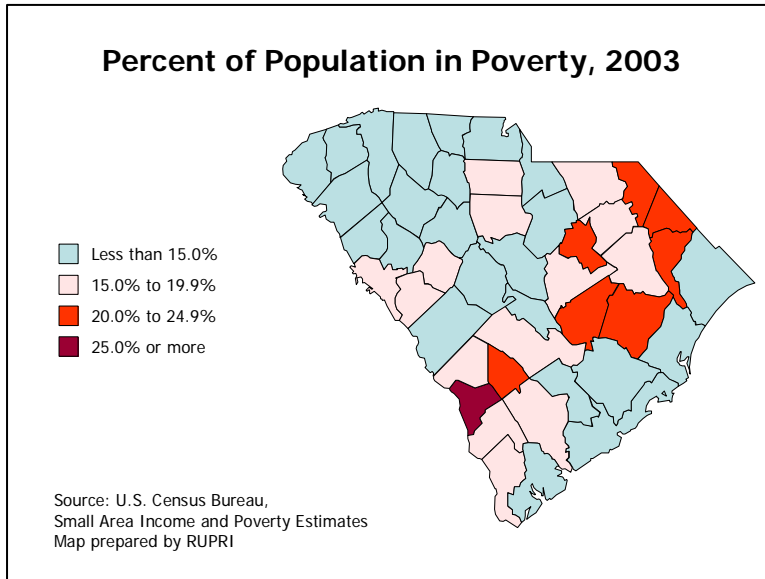 Percent of Population in Poverty, 2003
Less than 15.0%
15.0% to 19.9%
20.0% to 24.9%
25.0% or more
Source: U.S. Census Bureau,
Small Area Income and Poverty Estimates
Map prepared by RUPRI